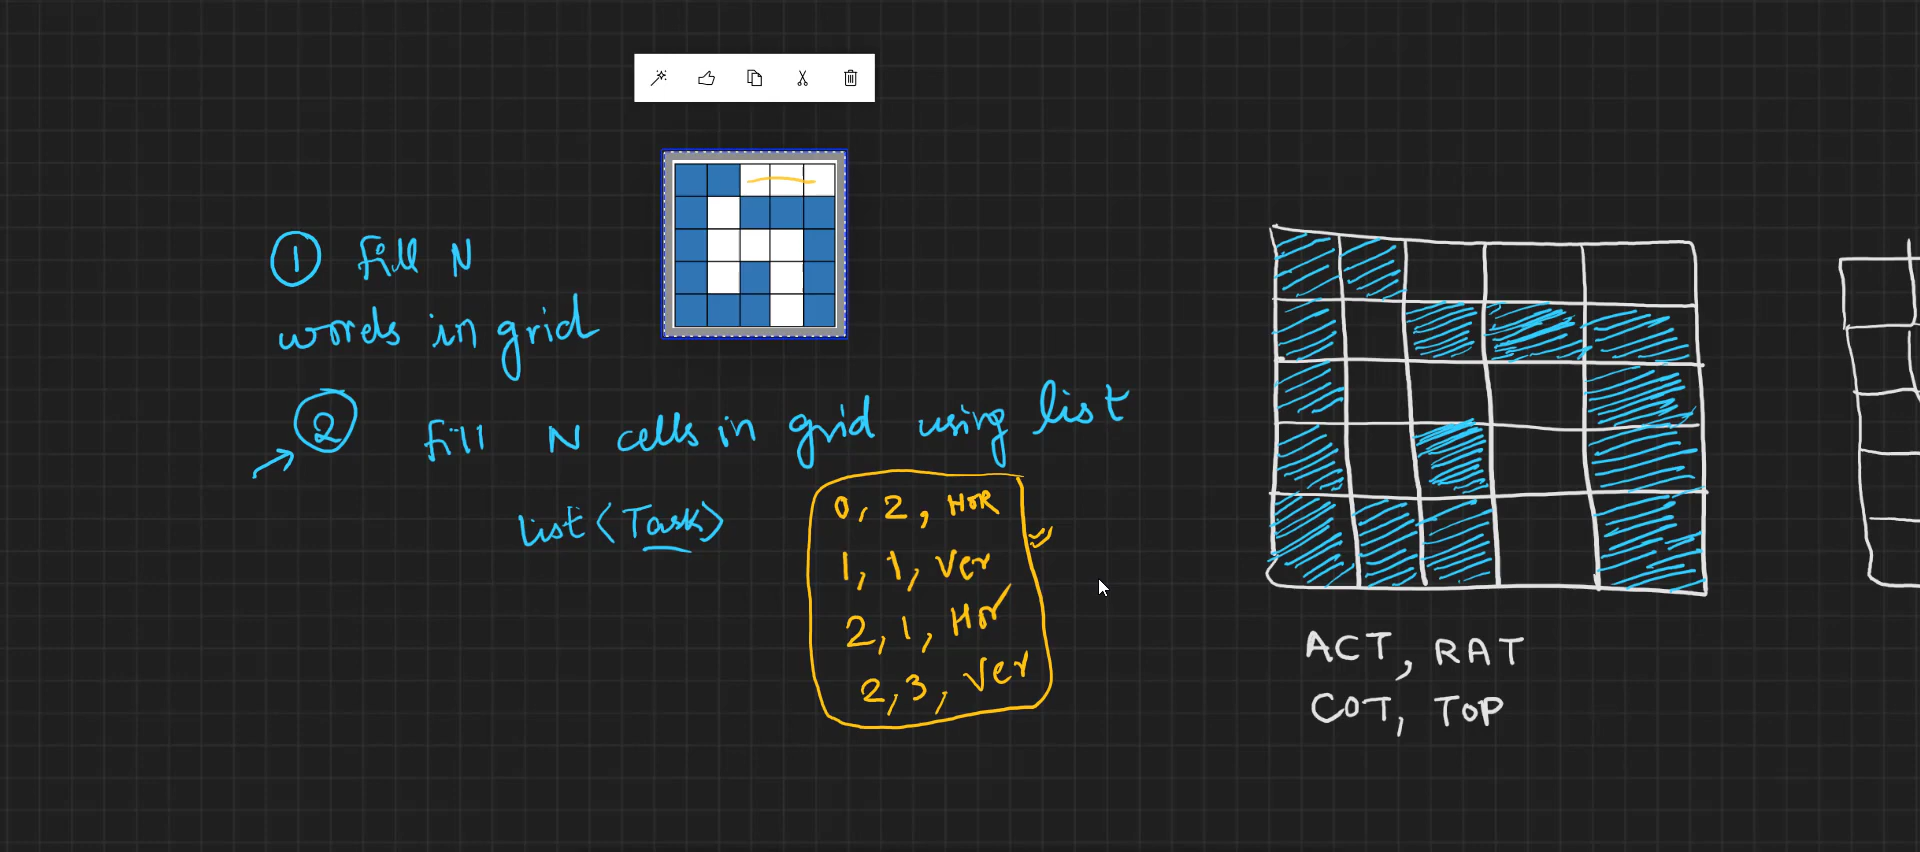 1 fill N
words in grid
2 fill N cells in grid using list
list <Task>
0, 2, HOR
1, 1, Ver
2, 1, Hor
2, 3, Ver
ACT, RAT
COT, TOP